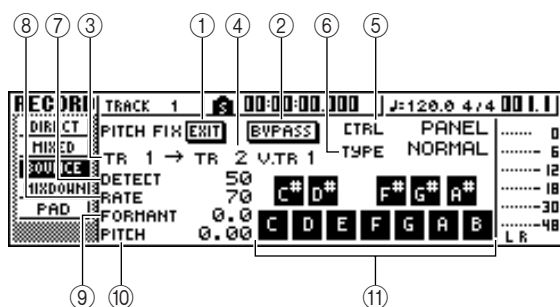 ⑧ ⑦ ③ ① ④ ② ⑥ ⑤
RECORD TRACK 1 S 00:00:00.000 ♩=120.0 4/4 001.1
DIRECT PITCH FIX EXIT BYPASS CTRL PANEL 0
MIXED TYPE NORMAL 6
BOUNCE TR 1 → TR 2 V.TR 1 12
MIXDOWN DETECT 50 C# D# F# G# A# 18
RATE 70 30
PAD FORMANT 0.0 C D E F G A B 48
PITCH 0.00 L R
⑨ ⑩ ⑪